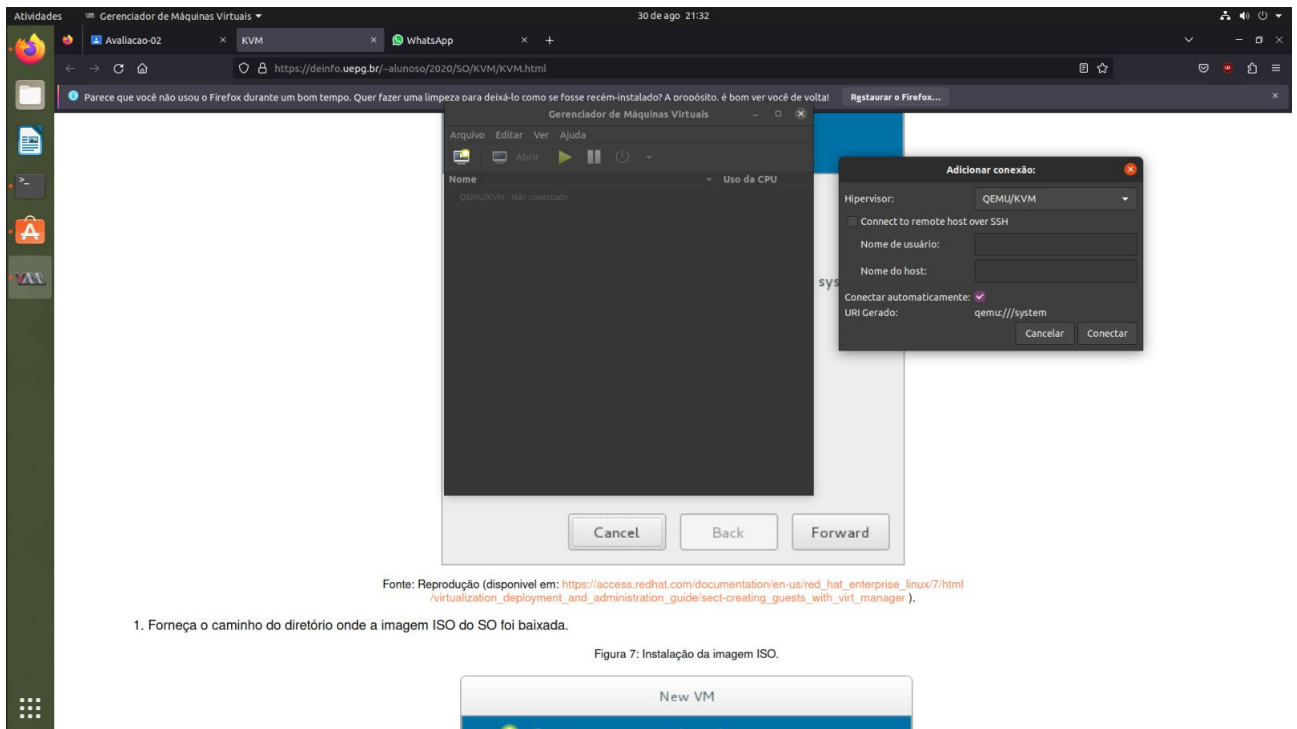 Atividades Gerenciador de Máquinas Virtuais 30 de ago 21:32
Avaliacao-02 KVM WhatsApp
https://deinfo.uepg.br/~alunoso/2020/SO/KVM/KVM.html
Parece que você não usou o Firefox durante um bom tempo. Quer fazer uma limpeza para deixá-lo como se fosse recém-instalado? A propósito, é bom ver você de volta! Restaurar o Firefox...
Gerenciador de Máquinas Virtuais
Arquivo Editar Ver Ajuda
Abrir
Nome Uso da CPU
QEMU/KVM - Não conectado
Adicionar conexão:
Hipervisor: QEMU/KVM
Connect to remote host over SSH
Nome de usuário:
Nome do host:
Conectar automaticamente:
URI Gerado: qemu:///system
Cancelar Conectar
sys
Cancel Back Forward
Fonte: Reprodução (disponivel em: https://access.redhat.com/documentation/en-us/red_hat_enterprise_linux/7/html
/virtualization_deployment_and_administration_guide/sect-creating_guests_with_virt_manager ).
1. Forneça o caminho do diretório onde a imagem ISO do SO foi baixada.
Figura 7: Instalação da imagem ISO.
New VM